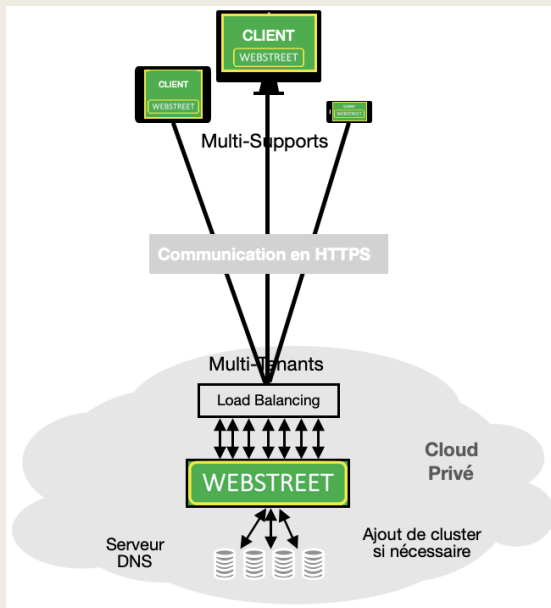 CLIENT
WEBSTREET
CLIENT
WEBSTREET
CLIENT
WEBSTREET
Multi-Supports
Communication en HTTPS
Multi-Tenants
Load Balancing
Cloud
Privé
WEBSTREET
Serveur
DNS
Ajout de cluster
si nécessaire